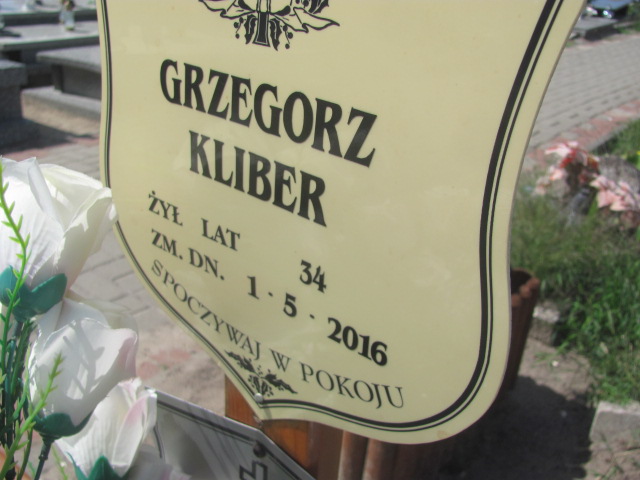 GRZEGORZ
KLIBER
ŻYŁ LAT 34
ZM. DN. 1 · 5 · 2016
SPOCZYWAJ W POKOJU